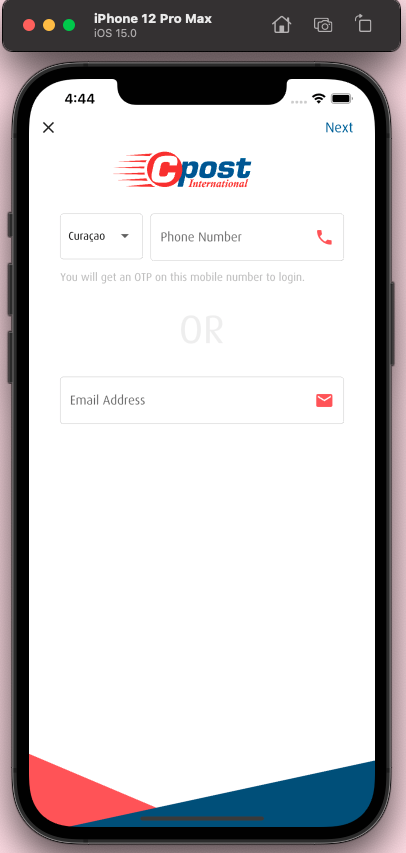 iPhone 12 Pro Max
iOS 15.0
4:44
Next
Cpost
International
Curaçao
Phone Number
You will get an OTP on this mobile number to login.
OR
Email Address